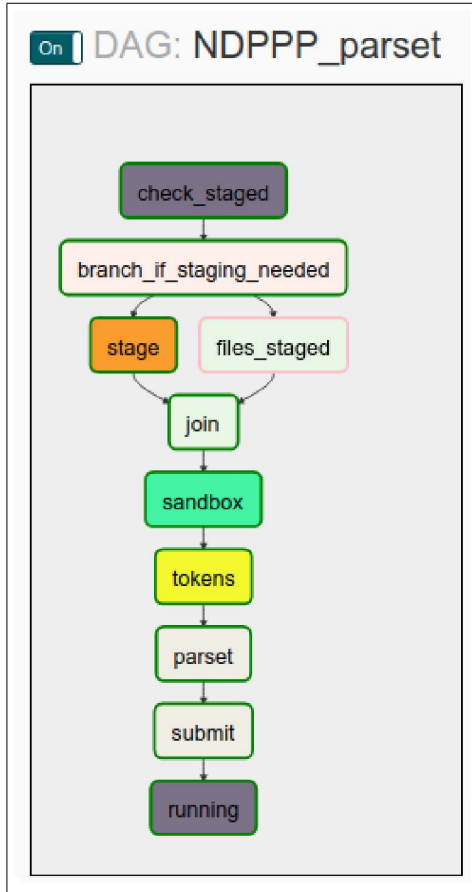 On DAG: NDPPP_parset
check_staged
branch_if_staging_needed
stage files_staged
join
sandbox
tokens
parset
submit
running